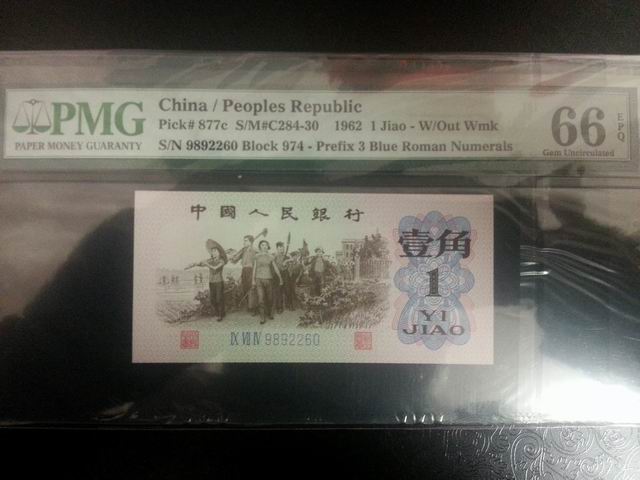 PMG
PAPER MONEY GUARANTY
China / Peoples Republic
Pick# 877c S/M#C284-30 1962 1 Jiao - W/Out Wmk
S/N 9892260 Block 974 - Prefix 3 Blue Roman Numerals
66
EPQ
Gem Uncirculated
中國人民銀行
壹角
1
YI
JIAO
IX VII IV 9892260